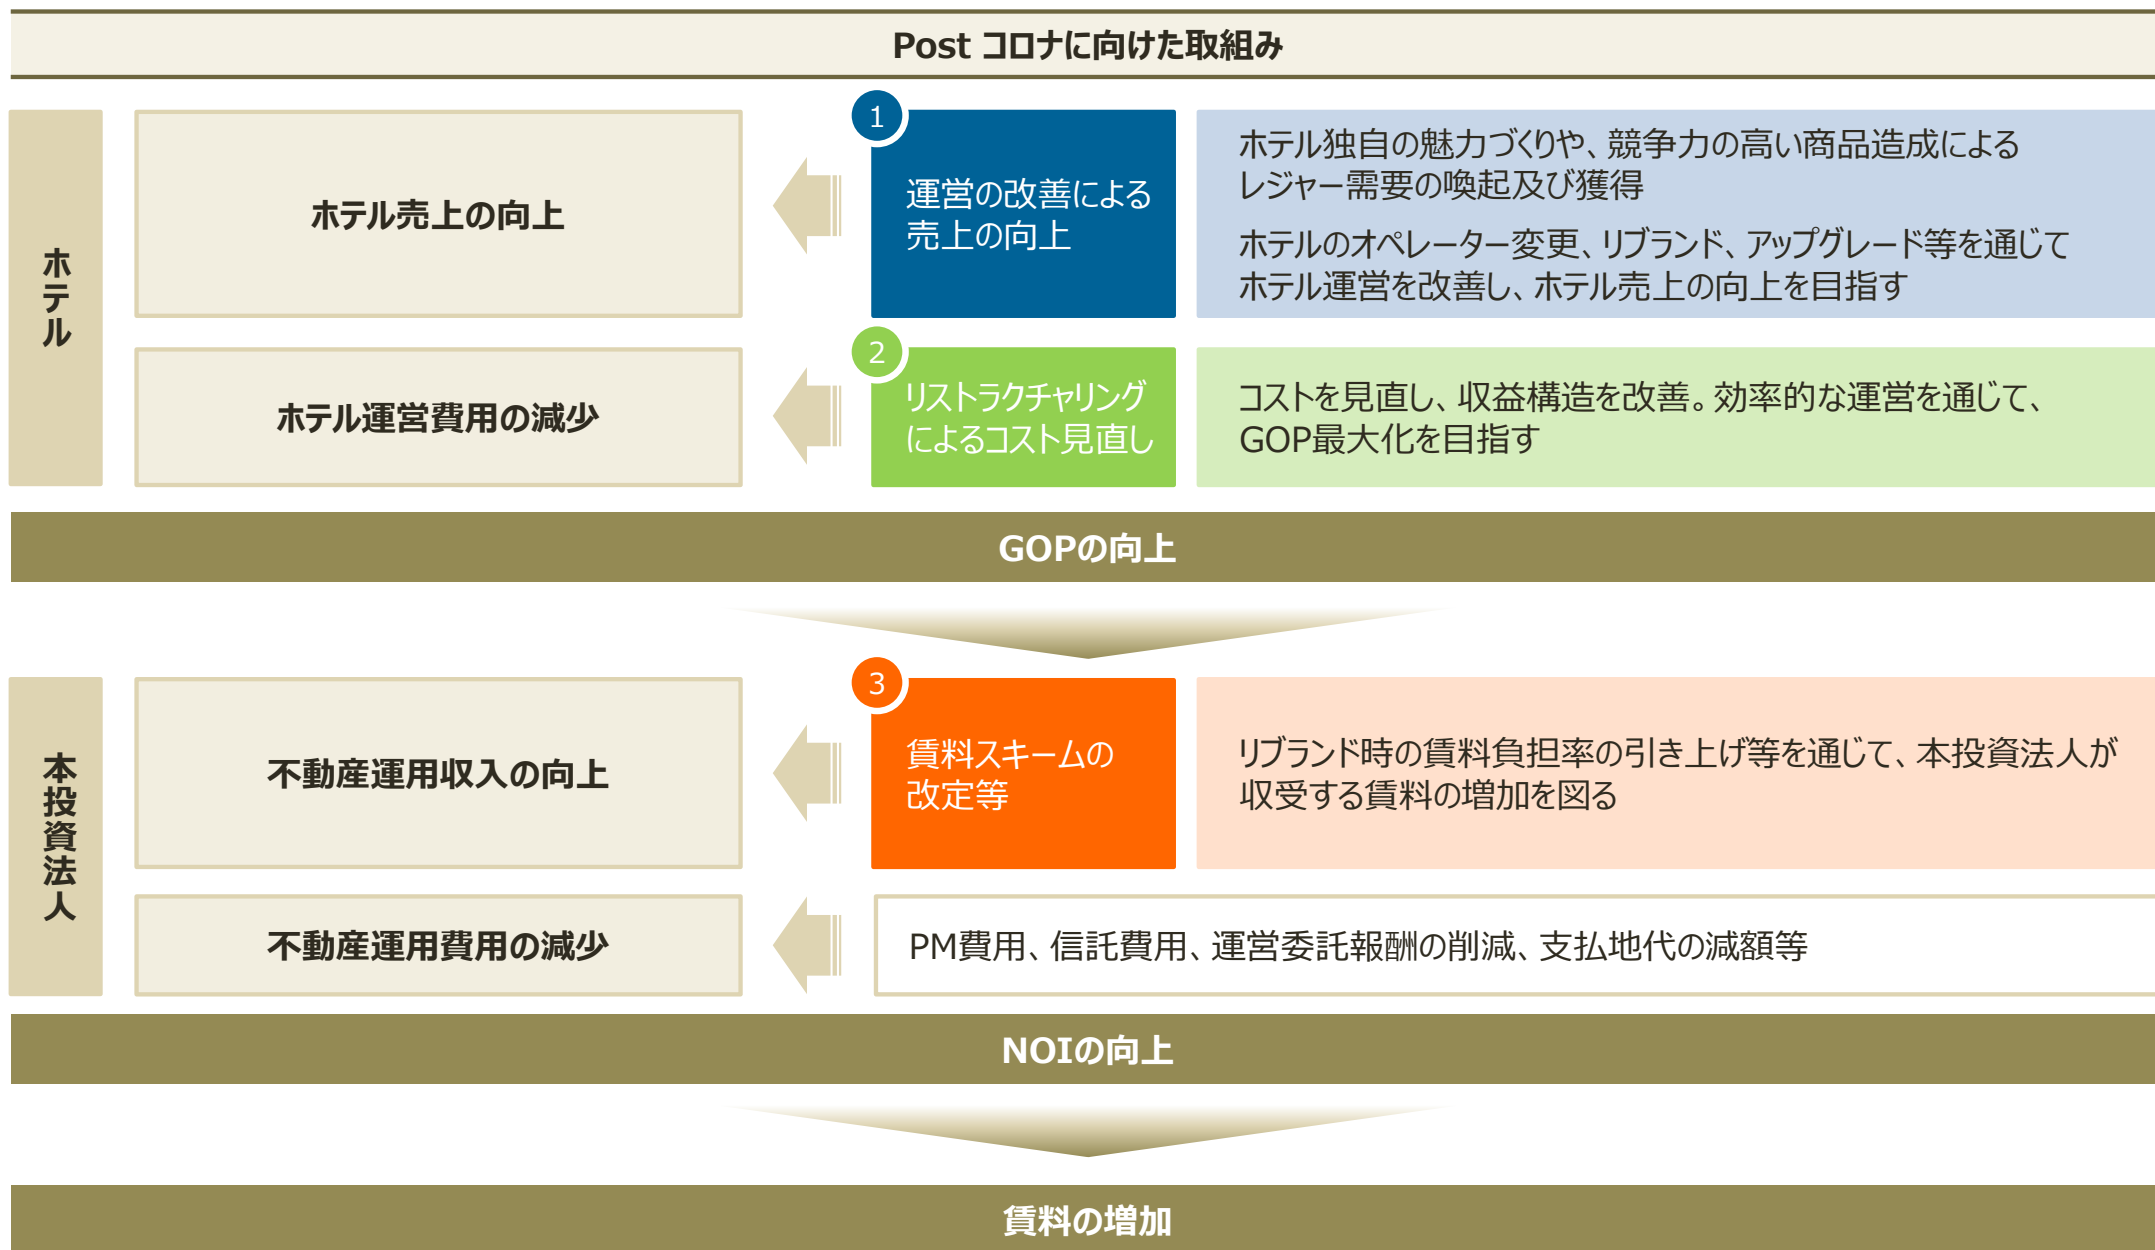 Post コロナに向けた取組み
ホテル
ホテル売上の向上
1
運営の改善による
売上の向上
ホテル独自の魅力づくりや、競争力の高い商品造成による
レジャー需要の喚起及び獲得
ホテルのオペレーター変更、リブランド、アップグレード等を通じて
ホテル運営を改善し、ホテル売上の向上を目指す
ホテル運営費用の減少
2
リストラクチャリング
によるコスト見直し
コストを見直し、収益構造を改善。効率的な運営を通じて、
GOP最大化を目指す
GOPの向上
本投資法人
不動産運用収入の向上
3
賃料スキームの
改定等
リブランド時の賃料負担率の引き上げ等を通じて、本投資法人が
収受する賃料の増加を図る
不動産運用費用の減少
PM費用、信託費用、運営委託報酬の削減、支払地代の減額等
NOIの向上
賃料の増加